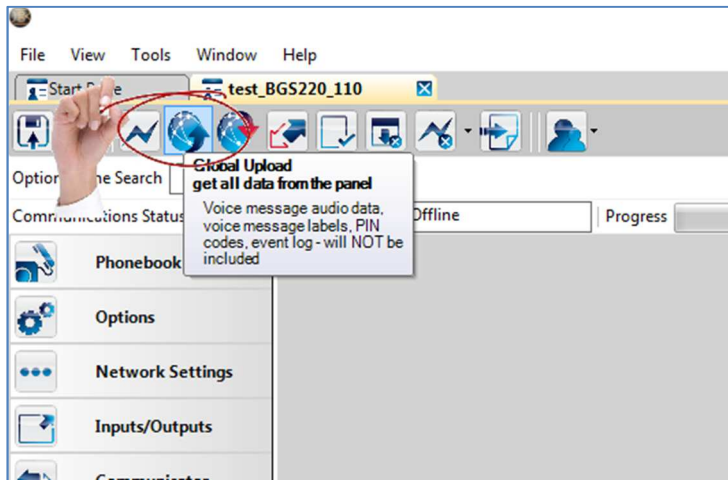 File View Tools Window Help
Start test_BGS220_110
Global Upload
get all data from the panel
Search
Voice message audio data,
voice message labels, PIN
codes, event log - will NOT be
included
Communications Status Offline Progress
Phonebook
Options
Network Settings
Inputs/Outputs